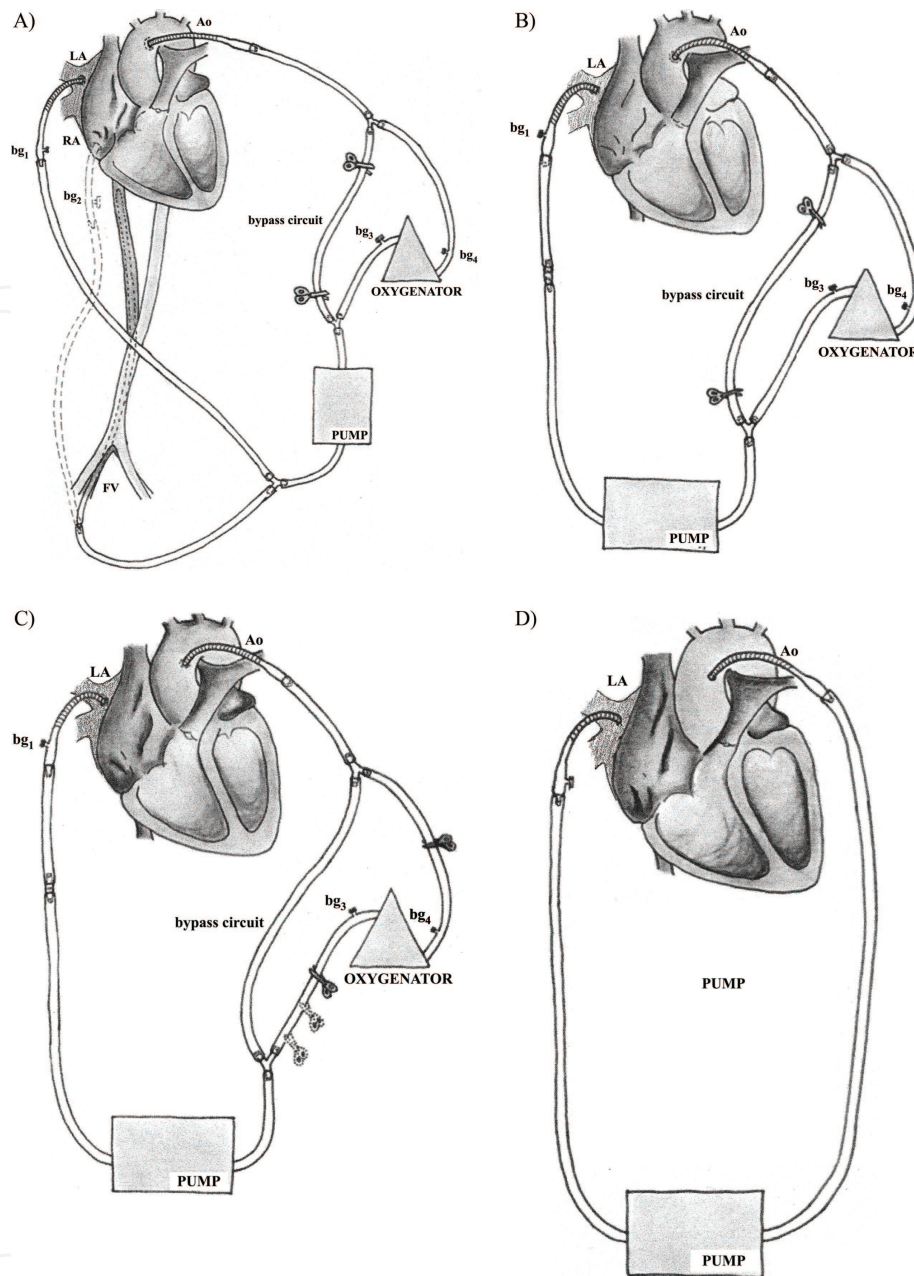 A)
Ao
LA
bg1
RA
bg2
bypass circuit
bg3
bg4
OXYGENATOR
PUMP
FV
B)
Ao
LA
bg1
bypass circuit
bg3
bg4
OXYGENATOR
PUMP
C)
Ao
LA
bg1
bypass circuit
bg3
bg4
OXYGENATOR
PUMP
D)
Ao
LA
PUMP
PUMP